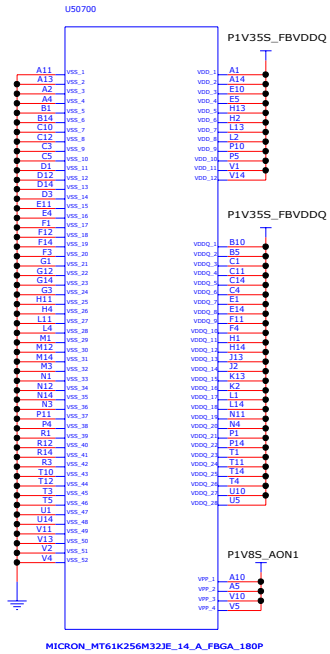 U50700
A11 VSS_1
A13 VSS_2
A2 VSS_3
A4 VSS_4
B1 VSS_5
B14 VSS_6
C10 VSS_7
C12 VSS_8
C3 VSS_9
C5 VSS_10
D1 VSS_11
D12 VSS_12
D14 VSS_13
D3 VSS_14
E11 VSS_15
E4 VSS_16
F1 VSS_17
F12 VSS_18
F14 VSS_19
F3 VSS_20
G1 VSS_21
G12 VSS_22
G14 VSS_23
G3 VSS_24
H11 VSS_25
H4 VSS_26
L11 VSS_27
L4 VSS_28
M1 VSS_29
M12 VSS_30
M14 VSS_31
M3 VSS_32
N1 VSS_33
N12 VSS_34
N14 VSS_35
N3 VSS_36
P11 VSS_37
P4 VSS_38
R1 VSS_39
R12 VSS_40
R14 VSS_41
R3 VSS_42
T10 VSS_43
T12 VSS_44
T3 VSS_45
T5 VSS_46
U1 VSS_47
U14 VSS_48
V11 VSS_49
V13 VSS_50
V2 VSS_51
V4 VSS_52
P1V35S_FBVDDQ
VDD_1 A1
VDD_2 A14
VDD_3 E10
VDD_4 E5
VDD_5 H13
VDD_6 H2
VDD_7 L13
VDD_8 L2
VDD_9 P10
VDD_10 P5
VDD_11 V1
VDD_12 V14
P1V35S_FBVDDQ
VDDQ_1 B10
VDDQ_2 B5
VDDQ_3 C1
VDDQ_4 C11
VDDQ_5 C14
VDDQ_6 C4
VDDQ_7 E1
VDDQ_8 E14
VDDQ_9 F11
VDDQ_10 F4
VDDQ_11 H1
VDDQ_12 H14
VDDQ_13 J13
VDDQ_14 J2
VDDQ_15 K13
VDDQ_16 K2
VDDQ_17 L1
VDDQ_18 L14
VDDQ_19 N11
VDDQ_20 N4
VDDQ_21 P1
VDDQ_22 P14
VDDQ_23 T1
VDDQ_24 T11
VDDQ_25 T14
VDDQ_26 T4
VDDQ_27 U10
VDDQ_28 U5
P1V8S_AON1
VPP_1 A10
VPP_2 A5
VPP_3 V10
VPP_4 V5
MICRON_MT61K256M32JE_14_A_FBGA_180P